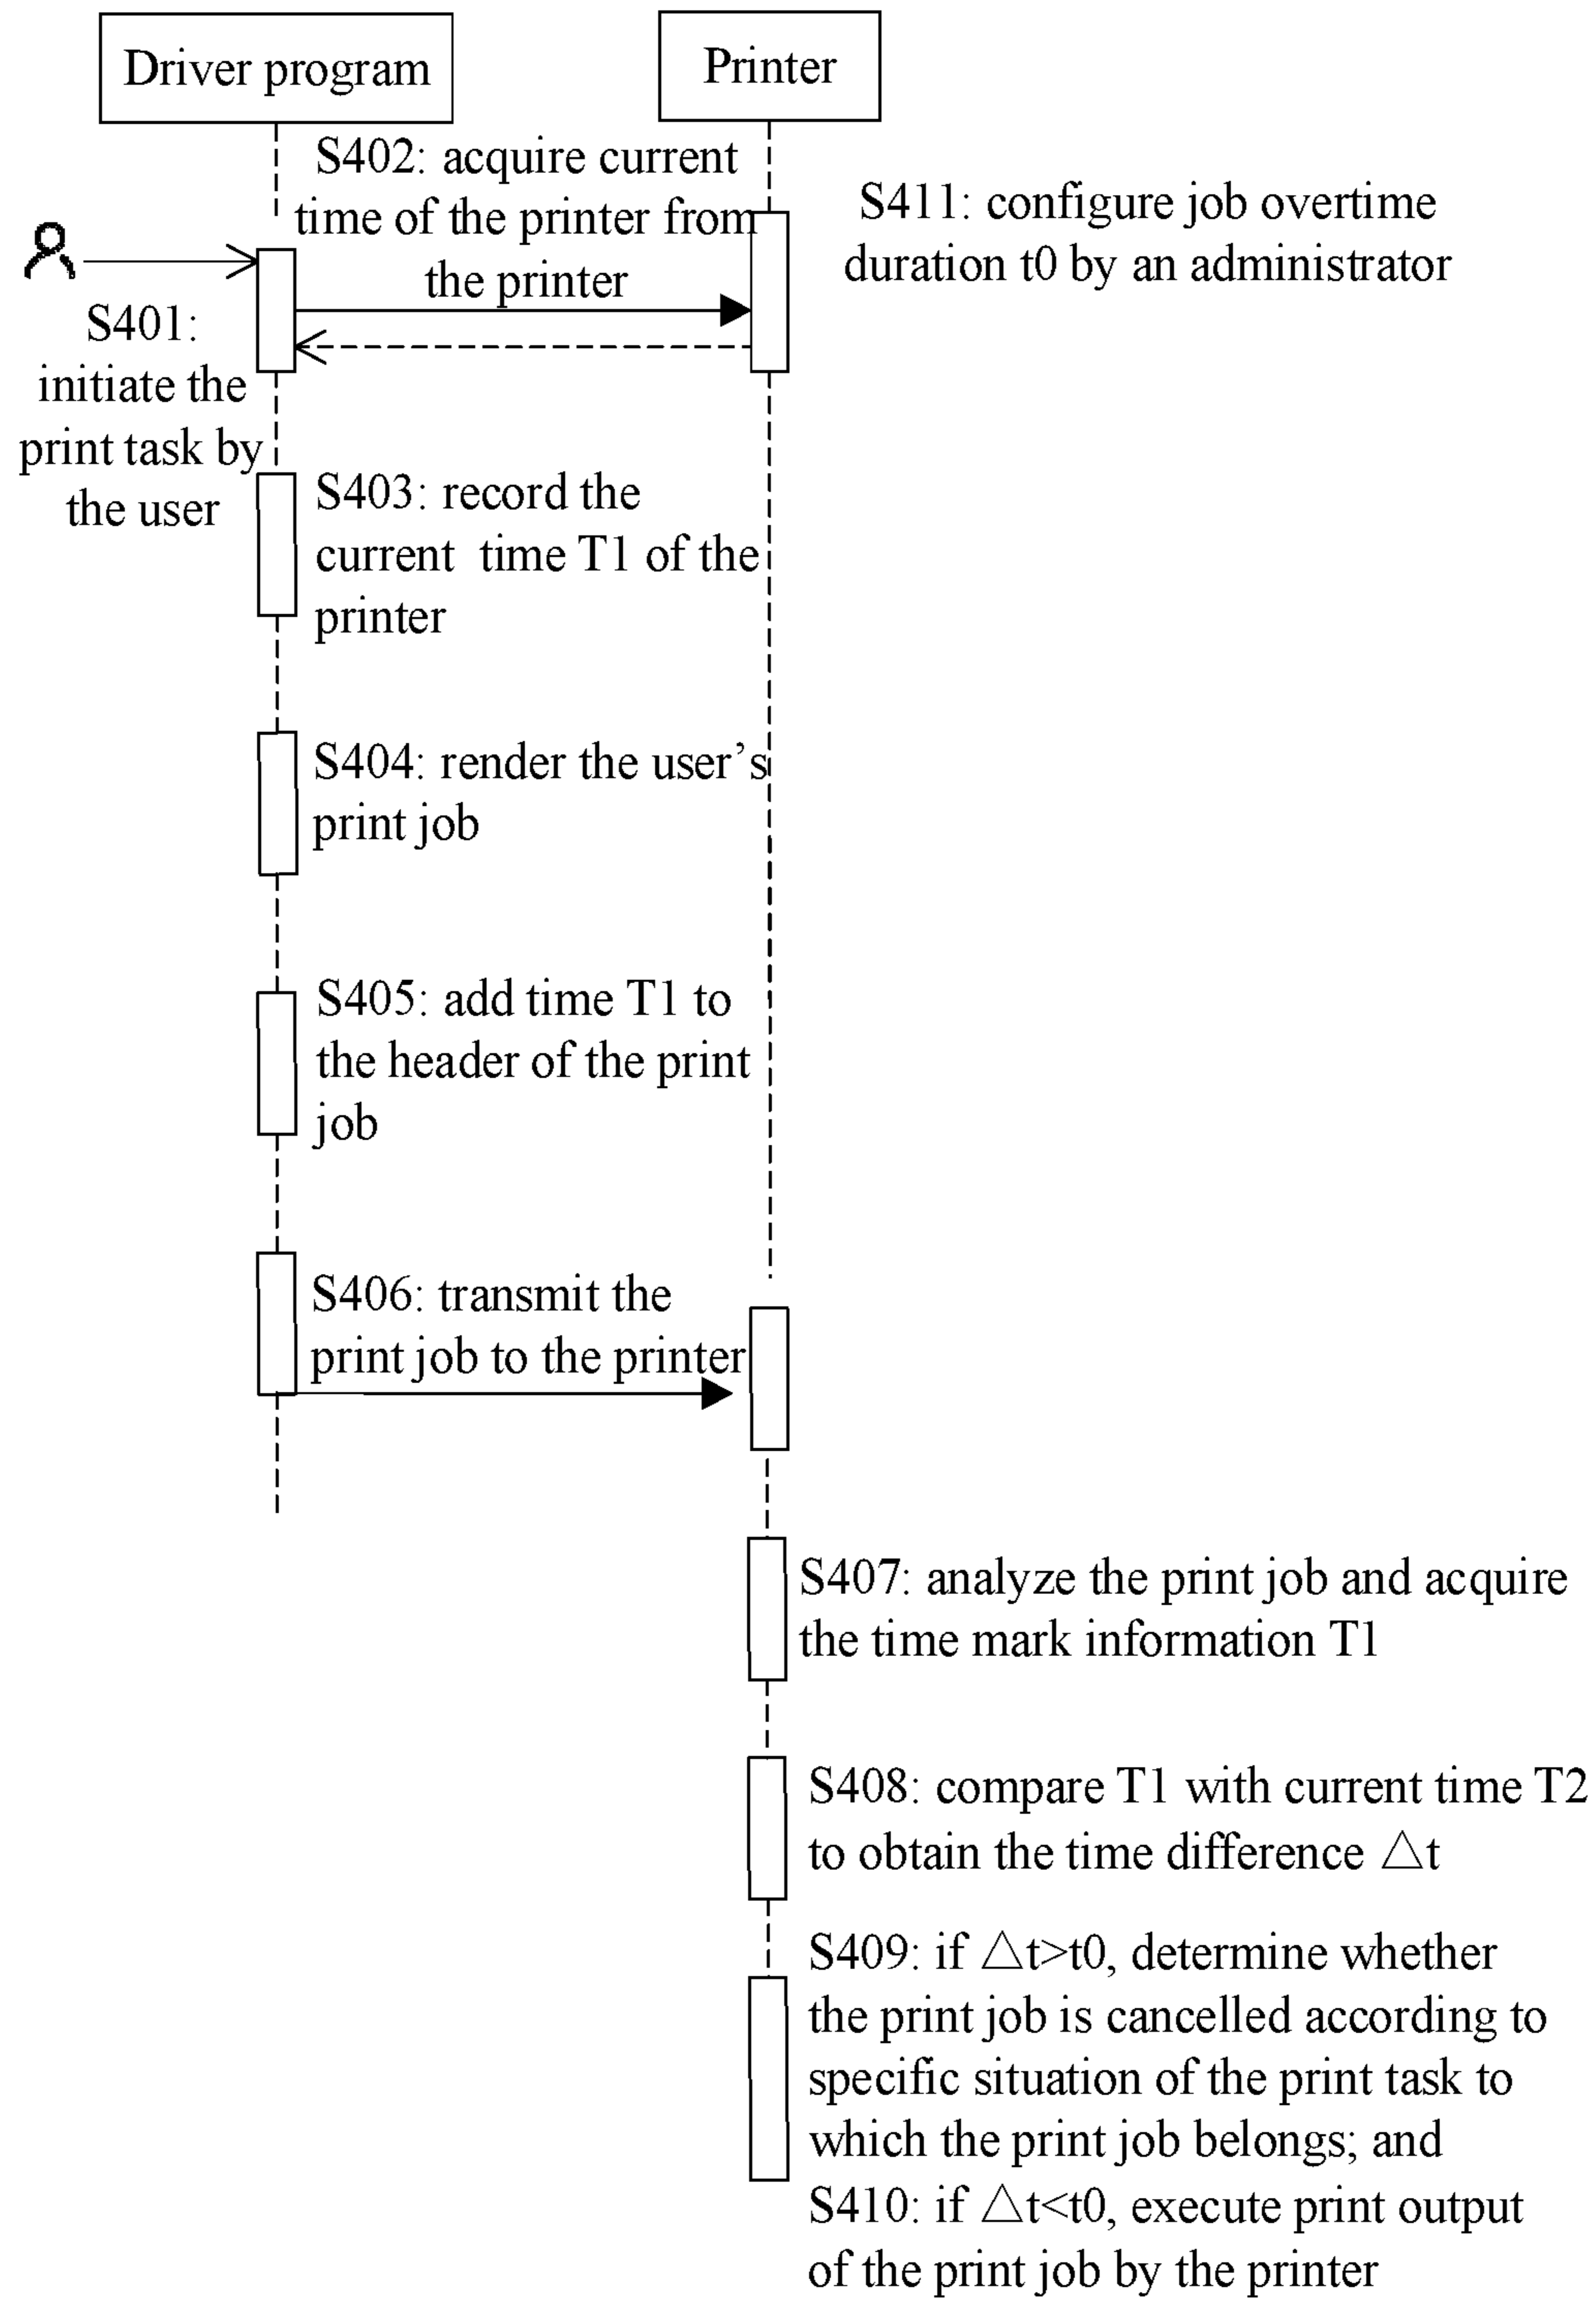 Driver program
Printer
S402: acquire current
time of the printer from
the printer
S411: configure job overtime
duration t0 by an administrator
S401:
initiate the
print task by
the user
S403: record the
current time T1 of the
printer
S404: render the user’s
print job
S405: add time T1 to
the header of the print
job
S406: transmit the
print job to the printer
S407: analyze the print job and acquire
the time mark information T1
S408: compare T1 with current time T2
to obtain the time difference △t
S409: if △t>t0, determine whether
the print job is cancelled according to
specific situation of the print task to
which the print job belongs; and
S410: if △t<t0, execute print output
of the print job by the printer